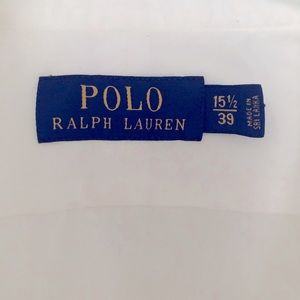 POLO
RALPH LAUREN
15½
39
MADE IN
SRI LANKA